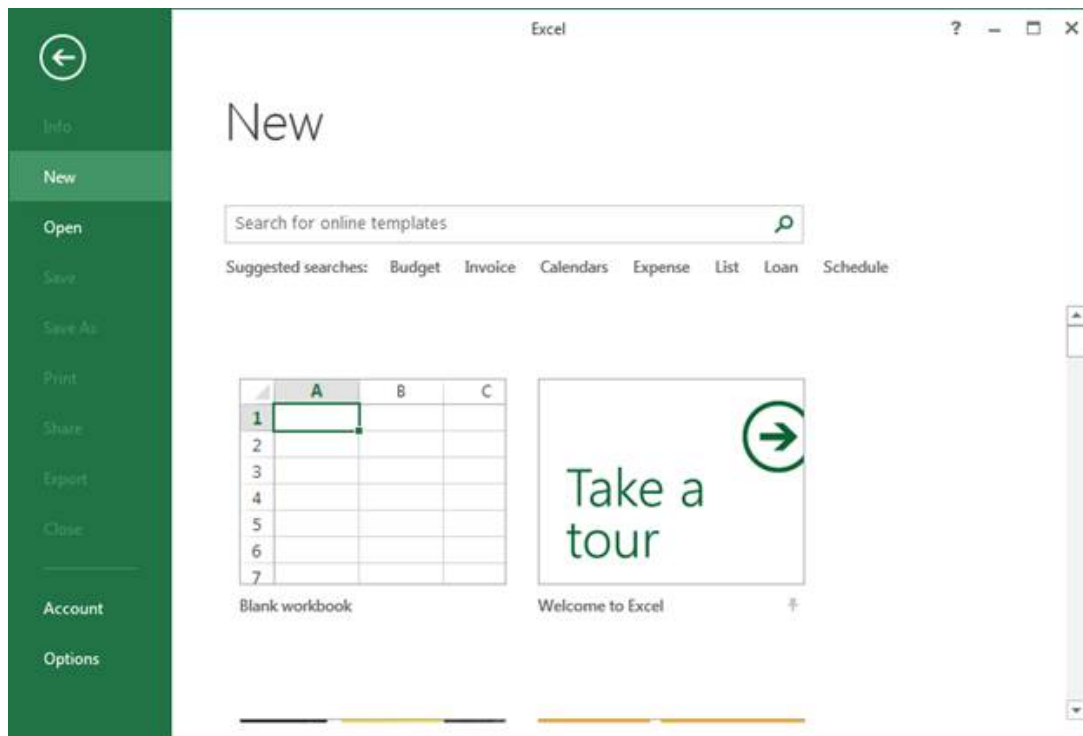 Excel
?
Info
New
Open
Save
Save As
Print
Share
Export
Close
Account
Options
New
Search for online templates
Suggested searches: Budget Invoice Calendars Expense List Loan Schedule
A B C
1
2
3
4
5
6
7
Blank workbook
Take a
tour
Welcome to Excel